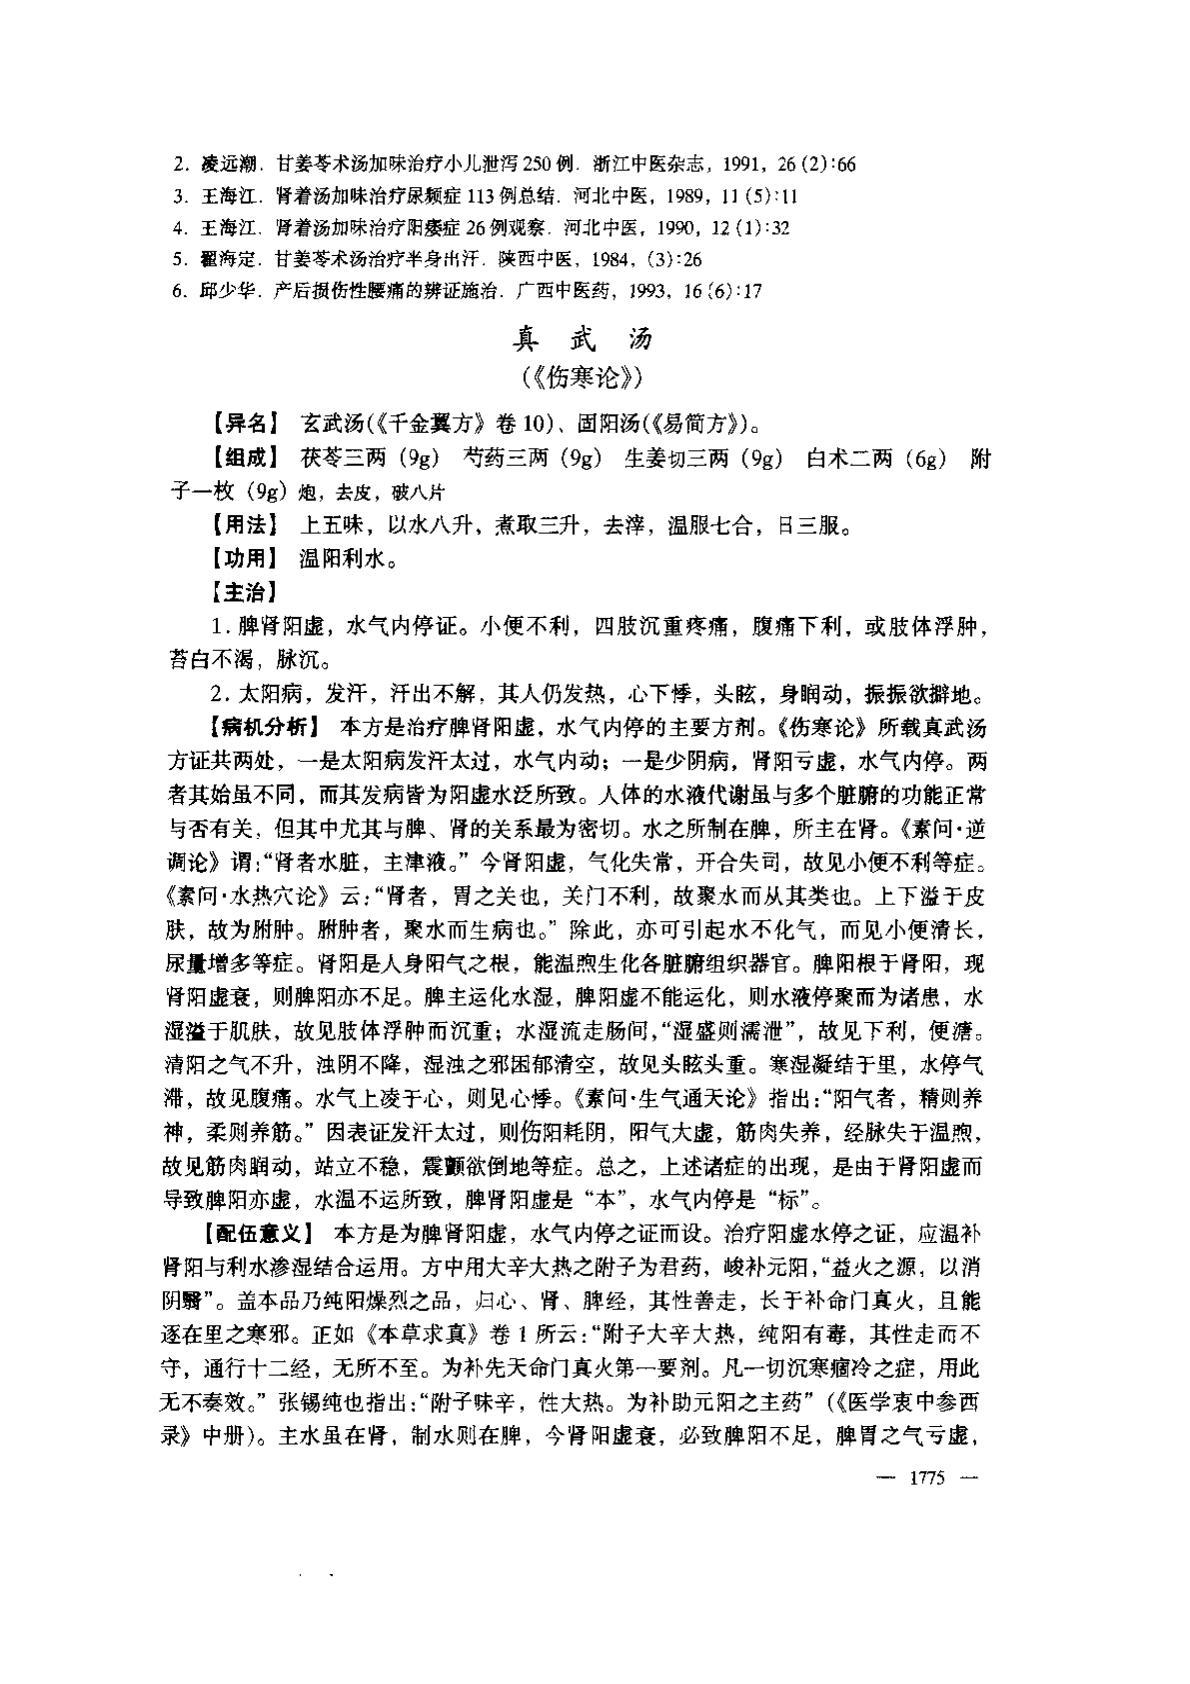 2. 凌远潮. 甘姜苓术汤加味治疗小儿泄泻 250 例. 浙江中医杂志, 1991, 26 (2):66
3. 王海江. 肾着汤加味治疗尿频症 113 例总结. 河北中医, 1989, 11 (5):11
4. 王海江. 肾着汤加味治疗阳痿症 26 例观察. 河北中医, 1990, 12 (1):32
5. 翟海定. 甘姜苓术汤治疗半身出汗. 陕西中医, 1984, (3):26
6. 邱少华. 产后损伤性腰痛的辨证施治. 广西中医药, 1993, 16 (6):17
真 武 汤
(《伤寒论》)
【异名】 玄武汤(《千金翼方》卷 10)、固阳汤(《易简方》)。
【组成】 茯苓三两 (9g) 芍药三两 (9g) 生姜切三两 (9g) 白术二两 (6g) 附
子一枚 (9g) 炮, 去皮, 破八片
【用法】 上五味, 以水八升, 煮取三升, 去滓, 温服七合, 日三服。
【功用】 温阳利水。
【主治】
1. 脾肾阳虚, 水气内停证。小便不利, 四肢沉重疼痛, 腹痛下利, 或肢体浮肿,
苔白不渴, 脉沉。
2. 太阳病, 发汗, 汗出不解, 其人仍发热, 心下悸, 头眩, 身瞤动, 振振欲擗地。
【病机分析】 本方是治疗脾肾阳虚, 水气内停的主要方剂。《伤寒论》所载真武汤
方证共两处, 一是太阳病发汗太过, 水气内动; 一是少阴病, 肾阳亏虚, 水气内停。两
者其始虽不同, 而其发病皆为阳虚水泛所致。人体的水液代谢虽与多个脏腑的功能正常
与否有关, 但其中尤其与脾、肾的关系最为密切。水之所制在脾, 所主在肾。《素问·逆
调论》谓:“肾者水脏, 主津液。” 今肾阳虚, 气化失常, 开合失司, 故见小便不利等症。
《素问·水热穴论》云:“肾者, 胃之关也, 关门不利, 故聚水而从其类也。上下溢于皮
肤, 故为胕肿。胕肿者, 聚水而生病也。” 除此, 亦可引起水不化气, 而见小便清长,
尿量增多等症。肾阳是人身阳气之根, 能温煦生化各脏腑组织器官。脾阳根于肾阳, 现
肾阳虚衰, 则脾阳亦不足。脾主运化水湿, 脾阳虚不能运化, 则水液停聚而为诸患, 水
湿溢于肌肤, 故见肢体浮肿而沉重; 水湿流走肠间,“湿盛则濡泄”, 故见下利, 便溏。
清阳之气不升, 浊阴不降, 湿浊之邪困郁清空, 故见头眩头重。寒湿凝结于里, 水停气
滞, 故见腹痛。水气上凌于心, 则见心悸。《素问·生气通天论》指出:“阳气者, 精则养
神, 柔则养筋。” 因表证发汗太过, 则伤阳耗阴, 阳气大虚, 筋肉失养, 经脉失于温煦,
故见筋肉瞤动, 站立不稳, 震颤欲倒地等症。总之, 上述诸症的出现, 是由于肾阳虚而
导致脾阳亦虚, 水温不运所致, 脾肾阳虚是 “本”, 水气内停是 “标”。
【配伍意义】 本方是为脾肾阳虚, 水气内停之证而设。治疗阳虚水停之证, 应温补
肾阳与利水渗湿结合运用。方中用大辛大热之附子为君药, 峻补元阳,“益火之源, 以消
阴翳”。盖本品乃纯阳燥烈之品, 归心、肾、脾经, 其性善走, 长于补命门真火, 且能
逐在里之寒邪。正如《本草求真》卷 1 所云:“附子大辛大热, 纯阳有毒, 其性走而不
守, 通行十二经, 无所不至。为补先天命门真火第一要剂。凡一切沉寒痼冷之症, 用此
无不奏效。” 张锡纯也指出:“附子味辛, 性大热。为补助元阳之主药” (《医学衷中参西
录》中册)。主水虽在肾, 制水则在脾, 今肾阳虚衰, 必致脾阳不足, 脾胃之气亏虚,
— 1775 —